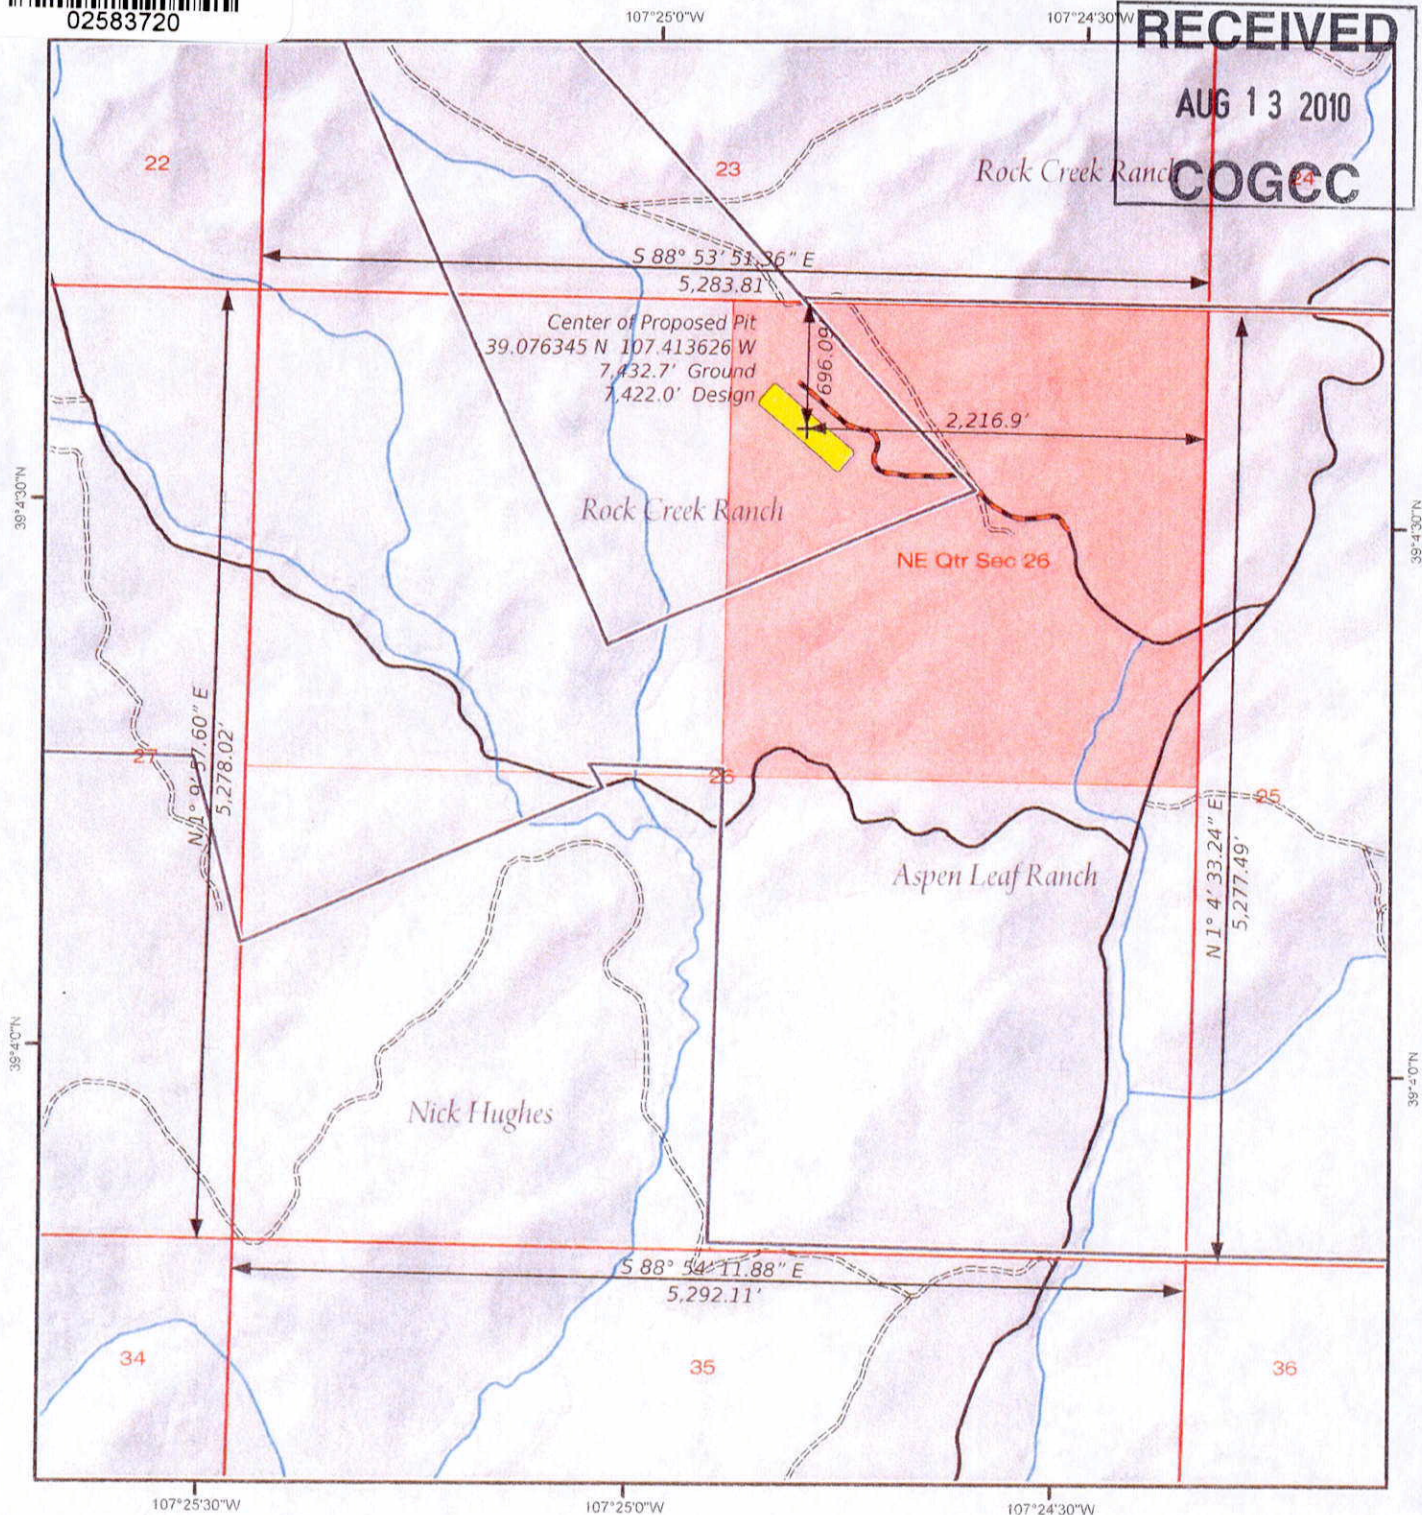 02583720
107°25'0"W
107°24'30"W
RECEIVED
AUG 13 2010
COGCC
22
23
Rock Creek Ranch
24
S 88° 53' 51.36" E
5,283.81'
Center of Proposed Pit
39.076345 N 107.413626 W
7,432.7' Ground
7,422.0' Design
696.09'
2,216.9'
39°4'30"N
39°4'30"N
Rock Creek Ranch
NE Qtr Sec 26
N 1° 9' 57.60" E
5,278.02'
27
26
25
N 1° 4' 33.24" E
5,277.49'
Aspen Leaf Ranch
39°4'0"N
39°4'0"N
Nick Hughes
S 88° 54' 11.88" E
5,292.11'
34
35
36
107°25'30"W
107°25'0"W
107°24'30"W